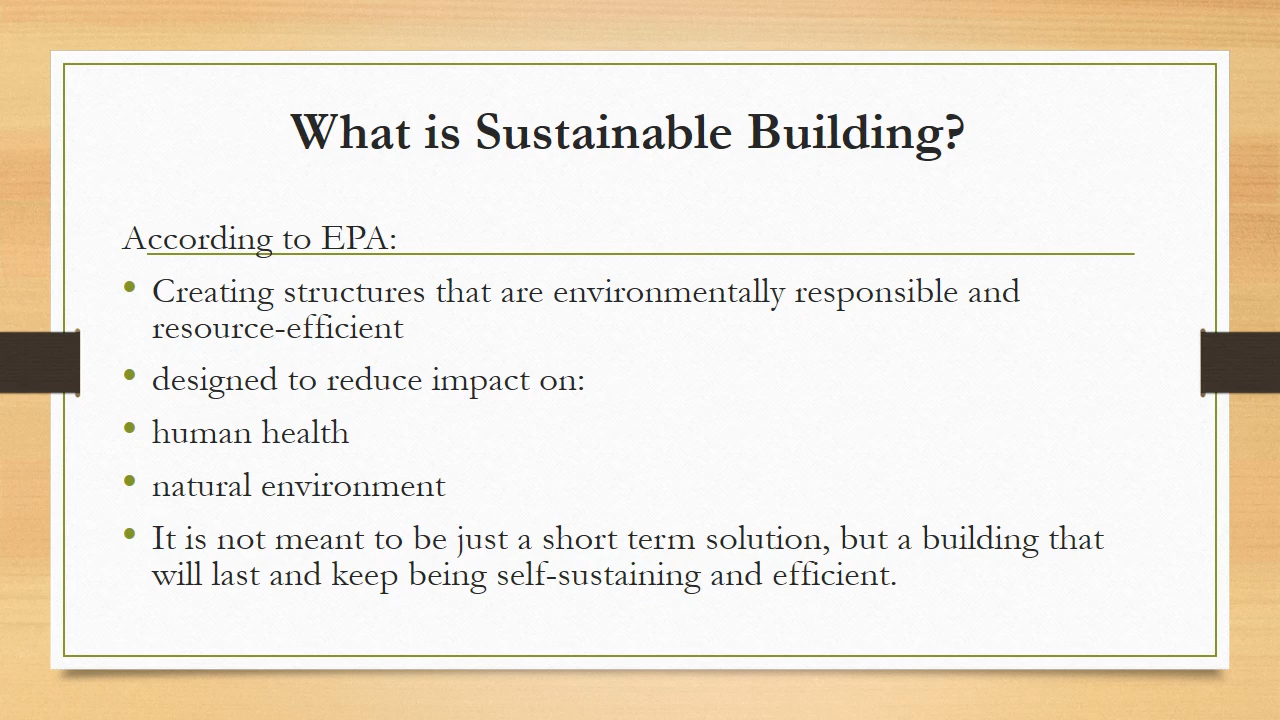 What is Sustainable Building?
According to EPA:
• Creating structures that are environmentally responsible and
resource-efficient
• designed to reduce impact on:
• human health
• natural environment
• It is not meant to be just a short term solution, but a building that
will last and keep being self-sustaining and efficient.